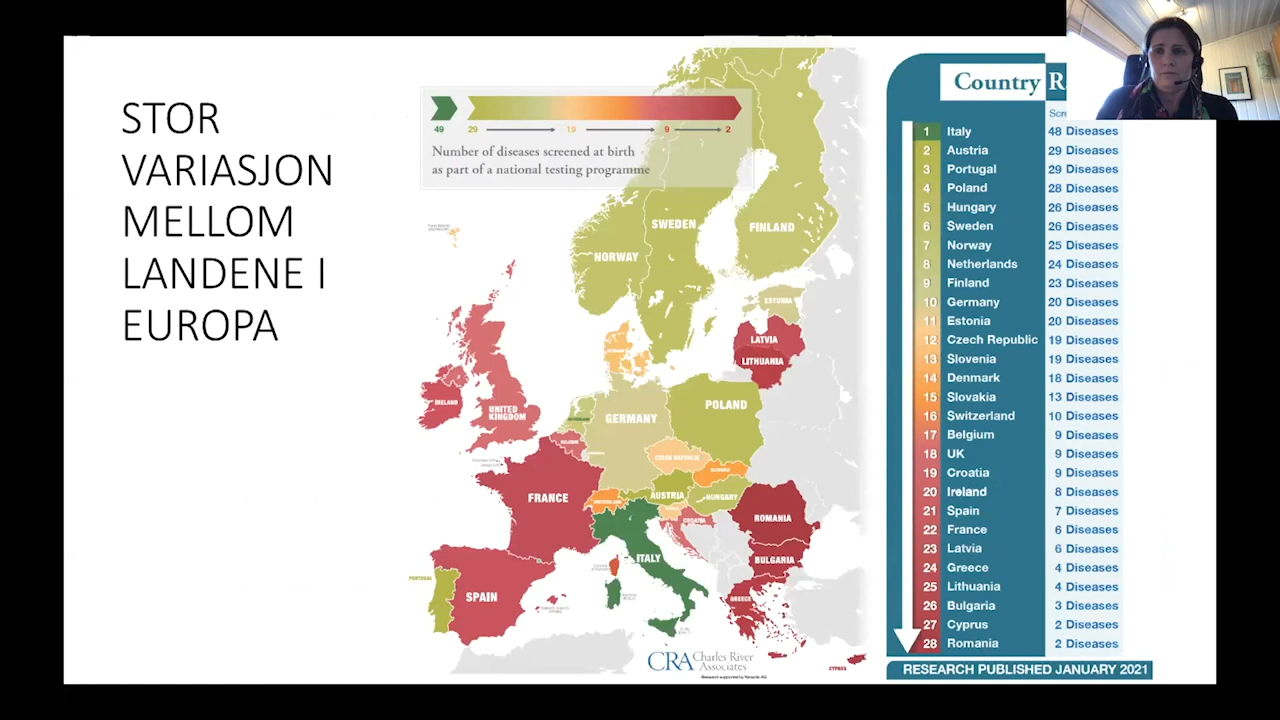 STOR
VARIASJON
MELLOM
LANDENE I
EUROPA
49 29 19 9 2
Number of diseases screened at birth
as part of a national testing programme
SWEDEN
FINLAND
NORWAY
ESTONIA
LATVIA
LITHUANIA
IRELAND
UNITED
KINGDOM
POLAND
GERMANY
BELGIUM
CZECH REPUBLIC
FRANCE
AUSTRIA
HUNGARY
CROATIA
ROMANIA
ITALY
BULGARIA
PORTUGAL
SPAIN
GREECE
CYPRUS
CRA Charles River
Associates
Research supported by Novartis AG
Country R
Scre
1 Italy 48 Diseases
2 Austria 29 Diseases
3 Portugal 29 Diseases
4 Poland 28 Diseases
5 Hungary 26 Diseases
6 Sweden 26 Diseases
7 Norway 25 Diseases
8 Netherlands 24 Diseases
9 Finland 23 Diseases
10 Germany 20 Diseases
11 Estonia 20 Diseases
12 Czech Republic 19 Diseases
13 Slovenia 19 Diseases
14 Denmark 18 Diseases
15 Slovakia 13 Diseases
16 Switzerland 10 Diseases
17 Belgium 9 Diseases
18 UK 9 Diseases
19 Croatia 9 Diseases
20 Ireland 8 Diseases
21 Spain 7 Diseases
22 France 6 Diseases
23 Latvia 6 Diseases
24 Greece 4 Diseases
25 Lithuania 4 Diseases
26 Bulgaria 3 Diseases
27 Cyprus 2 Diseases
28 Romania 2 Diseases
RESEARCH PUBLISHED JANUARY 2021